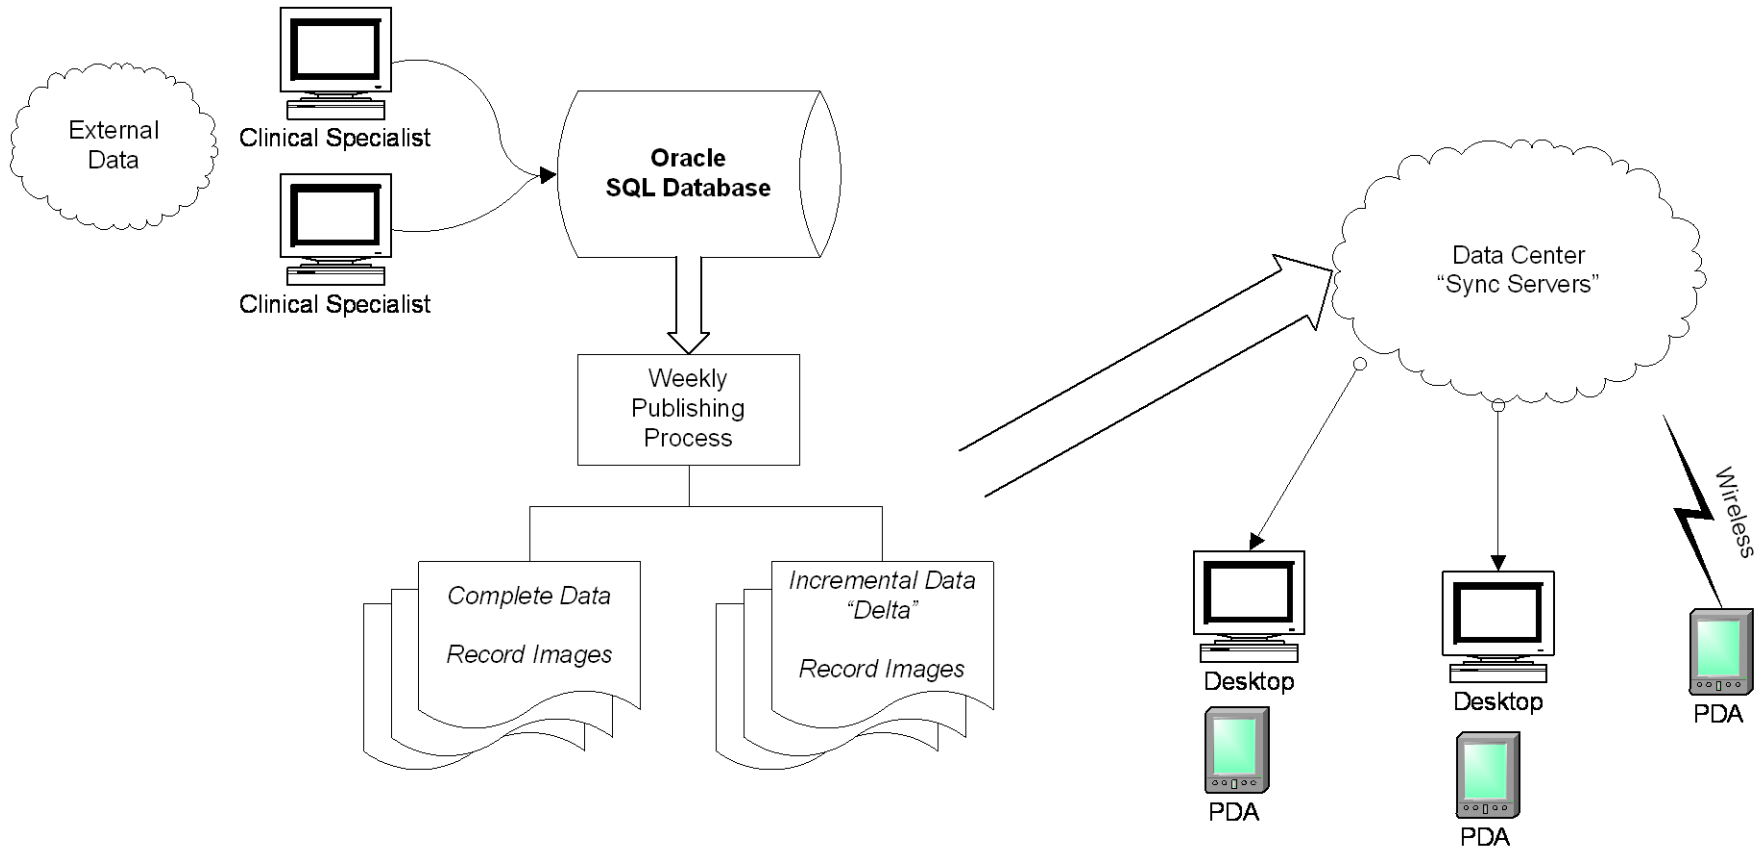 External
Data
Clinical Specialist
Clinical Specialist
Oracle
SQL Database
Weekly
Publishing
Process
Complete Data
Record Images
Incremental Data
“Delta”
Record Images
Data Center
“Sync Servers”
Wireless
Desktop
PDA
Desktop
PDA
PDA